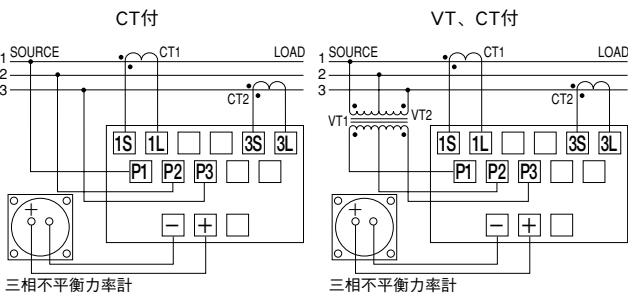 CT付
1 SOURCE CT1 LOAD
2
3
CT2
1S 1L 3S 3L
P1 P2 P3
+ − +
三相不平衡力率計
VT、CT付
1 SOURCE CT1 LOAD
2
3
CT2
VT1 VT2
1S 1L 3S 3L
P1 P2 P3
+ − +
三相不平衡力率計